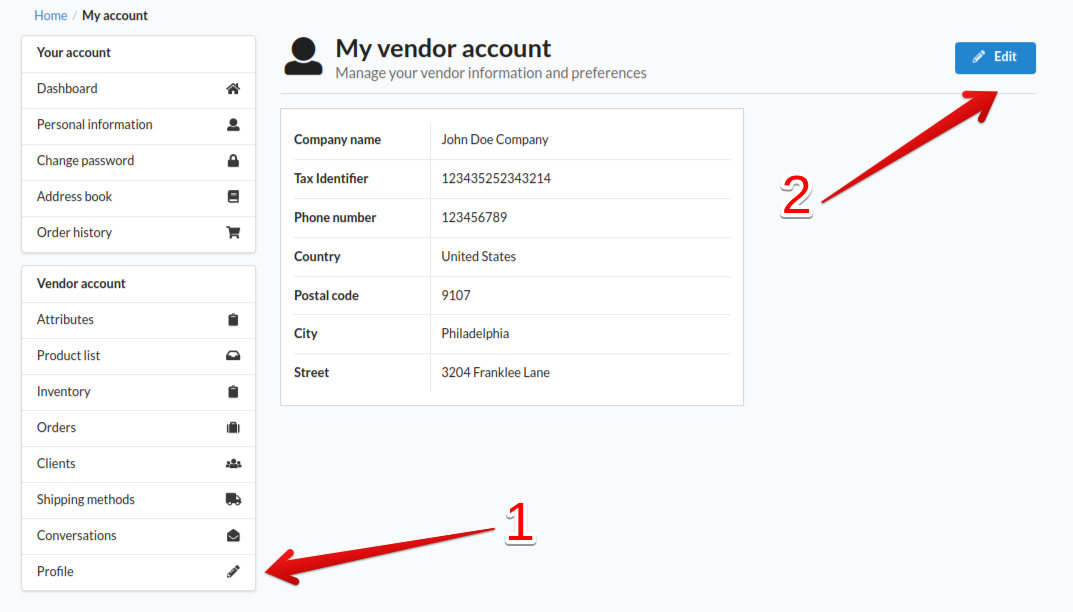 Home / My account
Your account
Dashboard
Personal information
Change password
Address book
Order history
Vendor account
Attributes
Product list
Inventory
Orders
Clients
Shipping methods
Conversations
Profile
My vendor account
Manage your vendor information and preferences
Edit
Company name John Doe Company
Tax Identifier 123435252343214
Phone number 123456789
Country United States
Postal code 9107
City Philadelphia
Street 3204 Franklee Lane
2
1